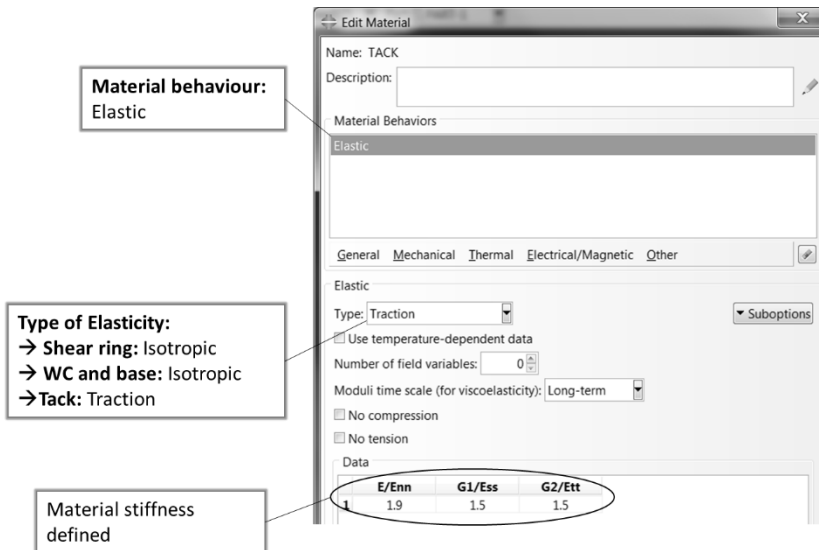 Edit Material
X
Name: TACK
Description:
Material behaviour:
Elastic
Material Behaviors
Elastic
General Mechanical Thermal Electrical/Magnetic Other
Elastic
Type: Traction
Suboptions
Use temperature-dependent data
Number of field variables: 0
Moduli time scale (for viscoelasticity): Long-term
No compression
No tension
Type of Elasticity:
→ Shear ring: Isotropic
→ WC and base: Isotropic
→Tack: Traction
Data
E/Enn G1/Ess G2/Ett
1 1.9 1.5 1.5
Material stiffness
defined